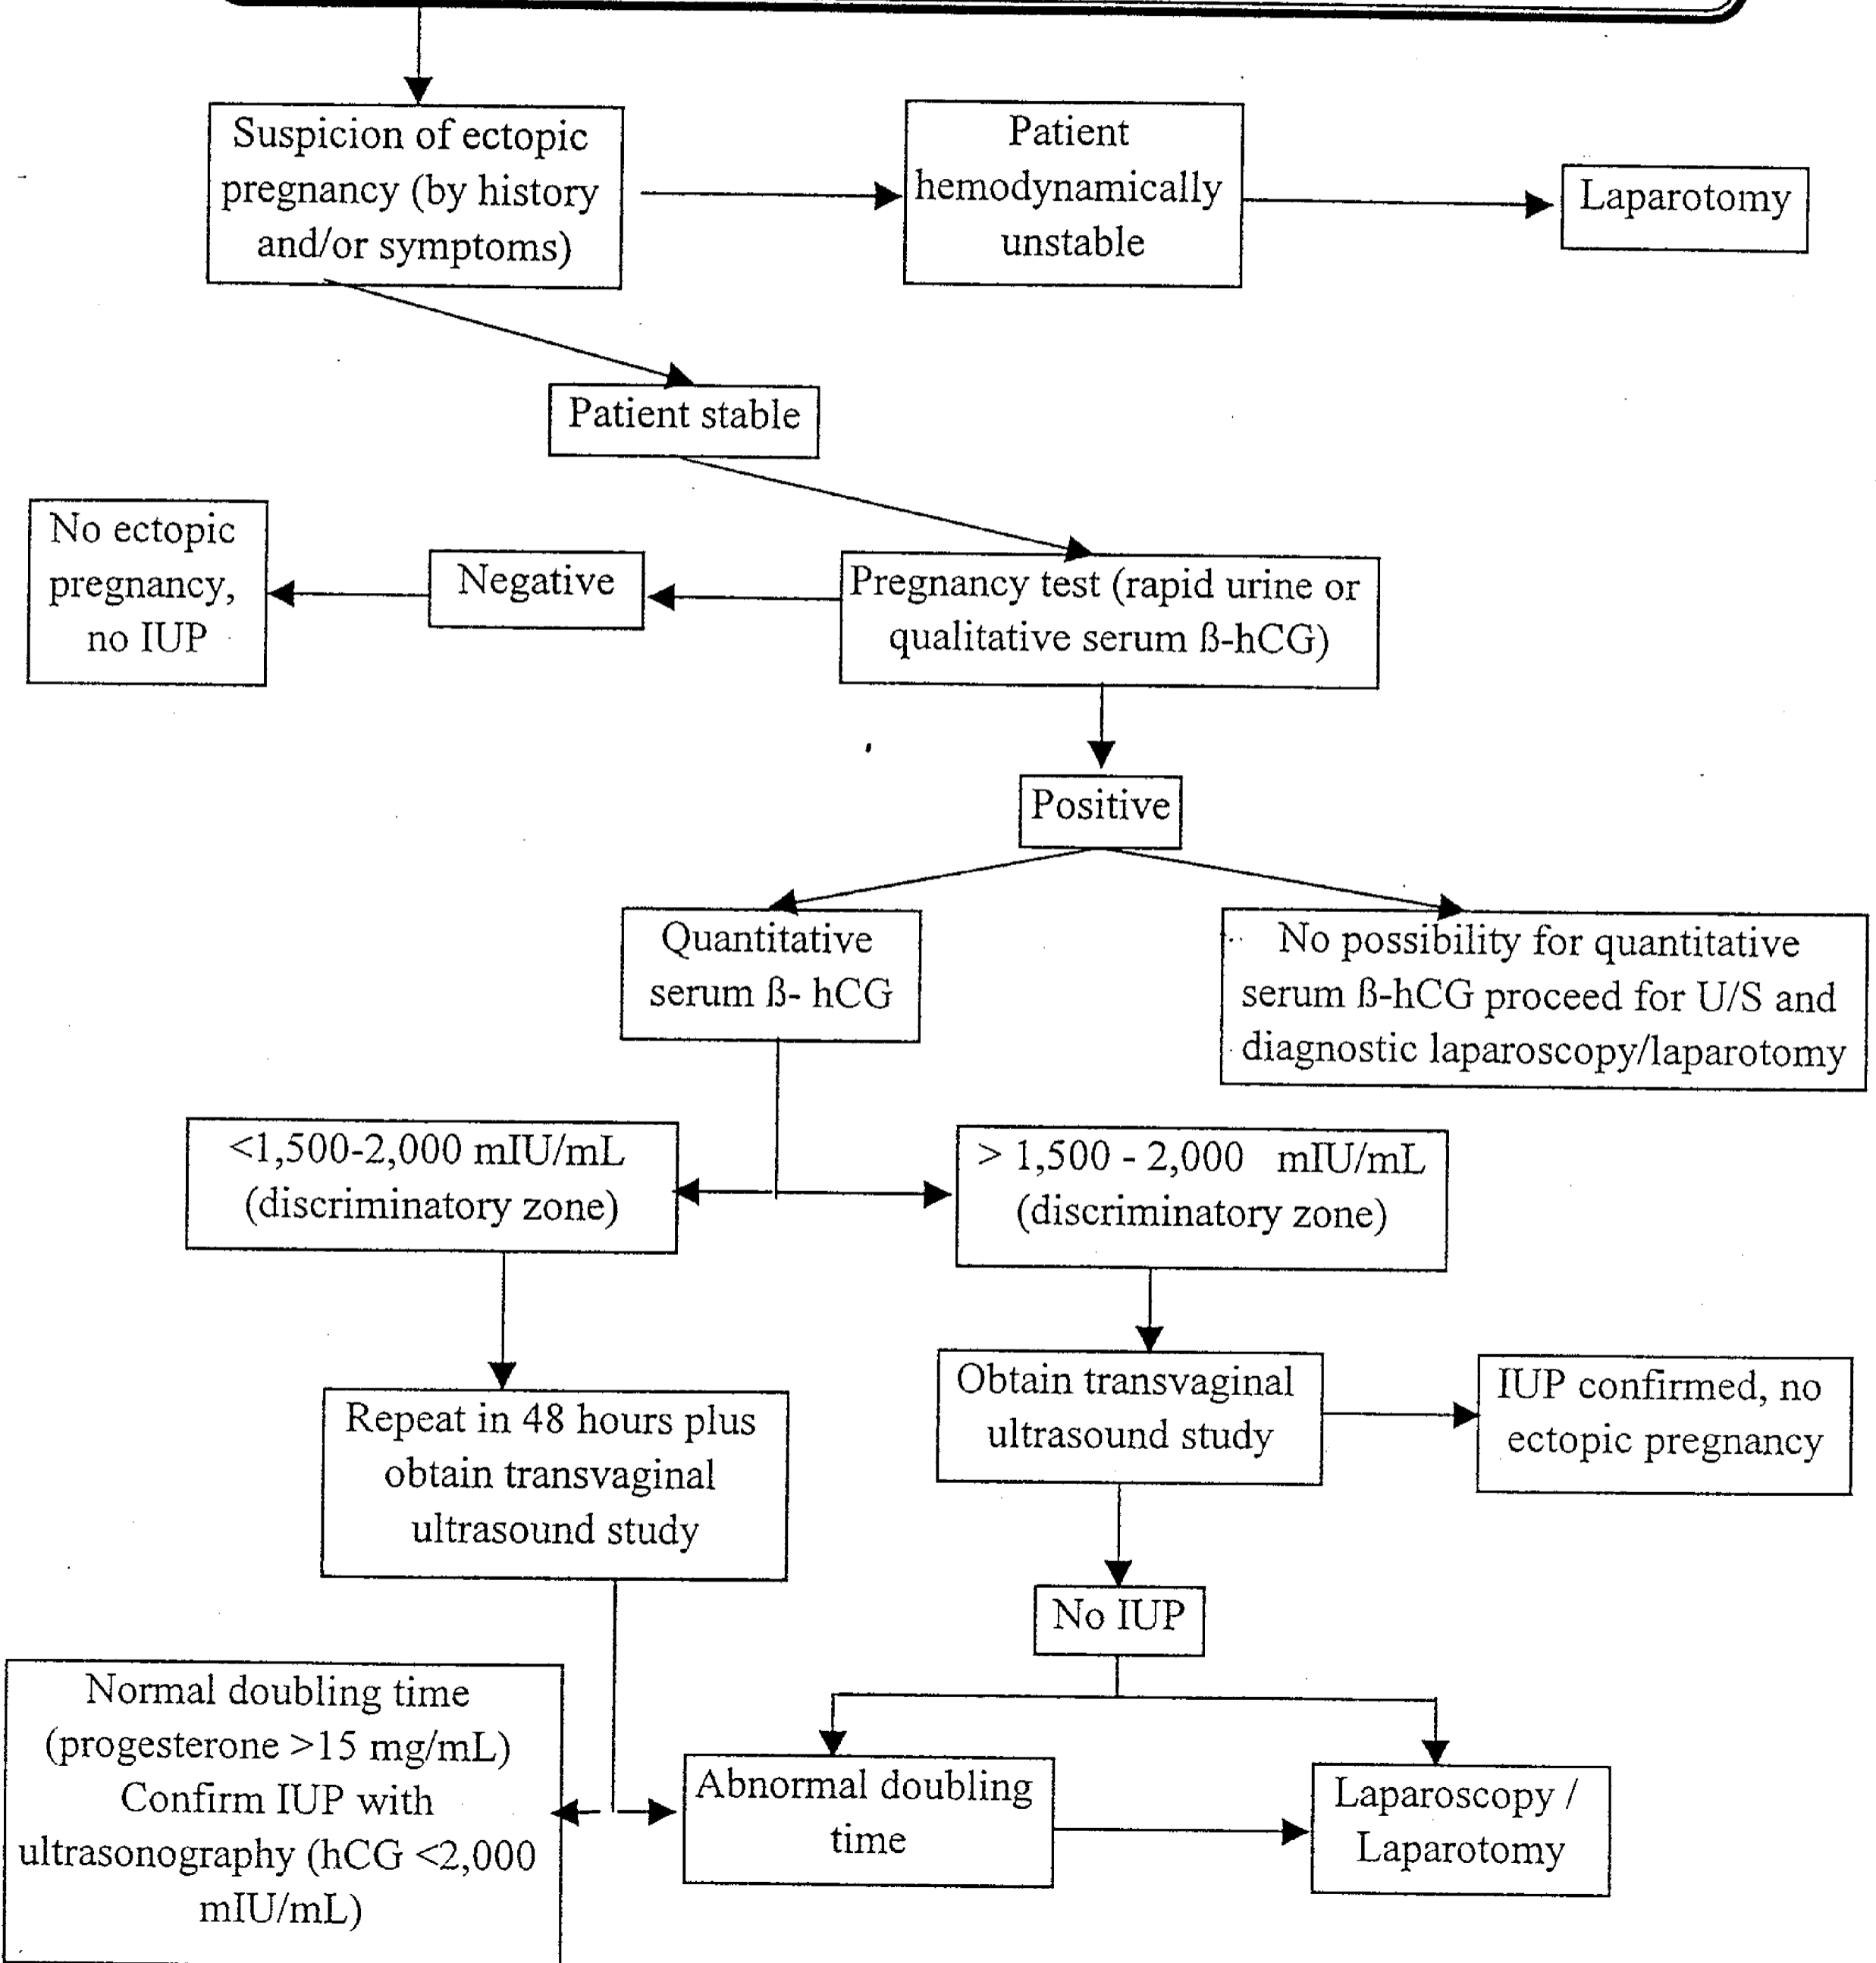 Suspicion of ectopic
pregnancy (by history
and/or symptoms)
Patient
hemodynamically
unstable
Laparotomy
Patient stable
No ectopic
pregnancy,
no IUP
Negative
Pregnancy test (rapid urine or
qualitative serum ß-hCG)
Positive
Quantitative
serum ß- hCG
No possibility for quantitative
serum ß-hCG proceed for U/S and
diagnostic laparoscopy/laparotomy
<1,500-2,000 mIU/mL
(discriminatory zone)
> 1,500 - 2,000 mIU/mL
(discriminatory zone)
Repeat in 48 hours plus
obtain transvaginal
ultrasound study
Obtain transvaginal
ultrasound study
IUP confirmed, no
ectopic pregnancy
No IUP
Normal doubling time
(progesterone >15 mg/mL)
Confirm IUP with
ultrasonography (hCG <2,000
mIU/mL)
Abnormal doubling
time
Laparoscopy /
Laparotomy